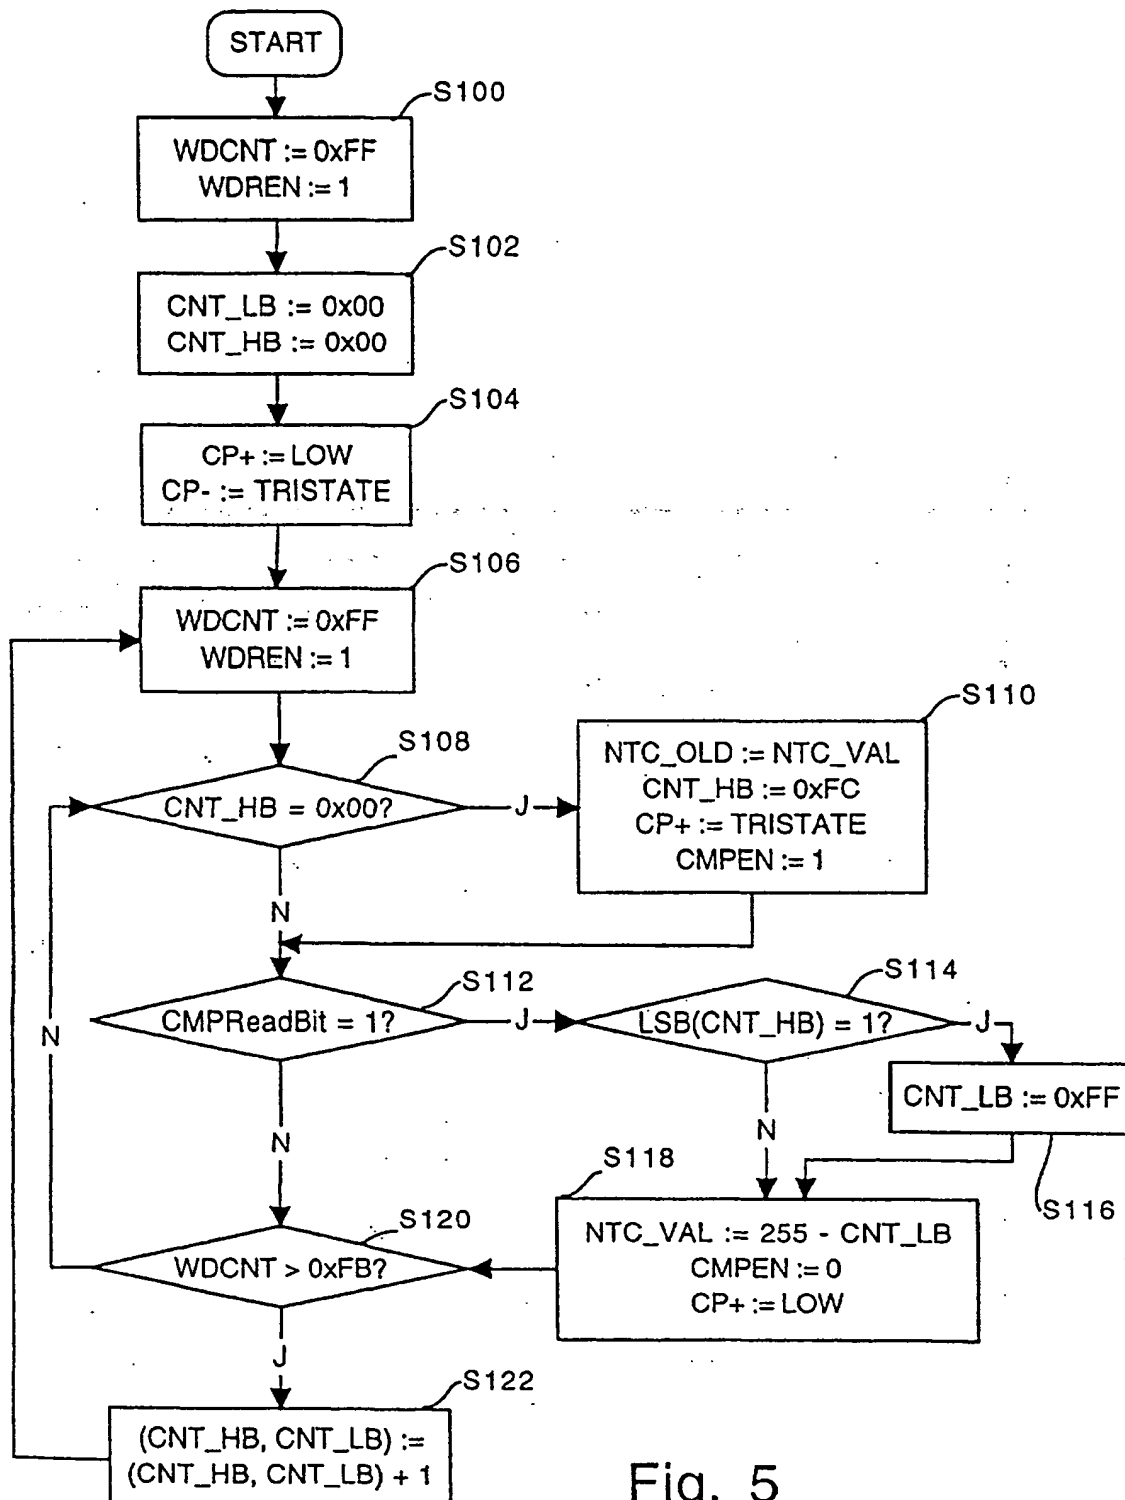 START
S100
WDCNT := 0xFF
WDREN := 1
S102
CNT_LB := 0x00
CNT_HB := 0x00
S104
CP+ := LOW
CP- := TRISTATE
S106
WDCNT := 0xFF
WDREN := 1
S108
CNT_HB = 0x00?
J
N
S110
NTC_OLD := NTC_VAL
CNT_HB := 0xFC
CP+ := TRISTATE
CMPEN := 1
S112
CMPReadBit = 1?
J
N
S114
LSB(CNT_HB) = 1?
J
N
CNT_LB := 0xFF
S116
S118
NTC_VAL := 255 - CNT_LB
CMPEN := 0
CP+ := LOW
S120
WDCNT > 0xFB?
N
J
S122
(CNT_HB, CNT_LB) :=
(CNT_HB, CNT_LB) + 1
Fig. 5